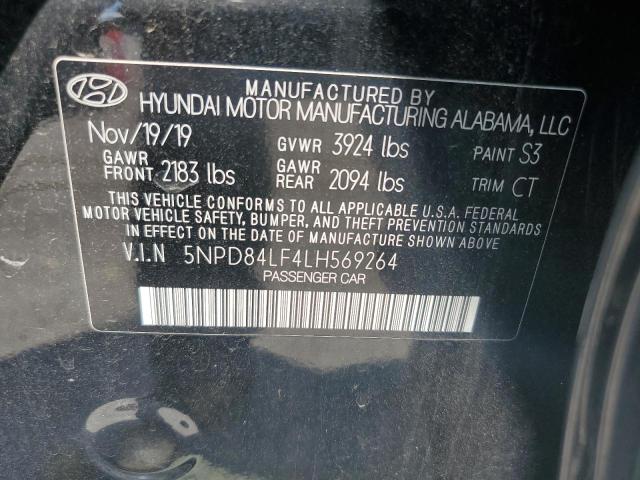 MANUFACTURED BY
HYUNDAI MOTOR MANUFACTURING ALABAMA, LLC
Nov/19/19 GVWR 3924 lbs PAINT S3
GAWR FRONT 2183 lbs GAWR REAR 2094 lbs TRIM CT
THIS VEHICLE CONFORMS TO ALL APPLICABLE U.S.A. FEDERAL
MOTOR VEHICLE SAFETY, BUMPER, AND THEFT PREVENTION STANDARDS
IN EFFECT ON THE DATE OF MANUFACTURE SHOWN ABOVE.
V.I.N 5NPD84LF4LH569264
PASSENGER CAR